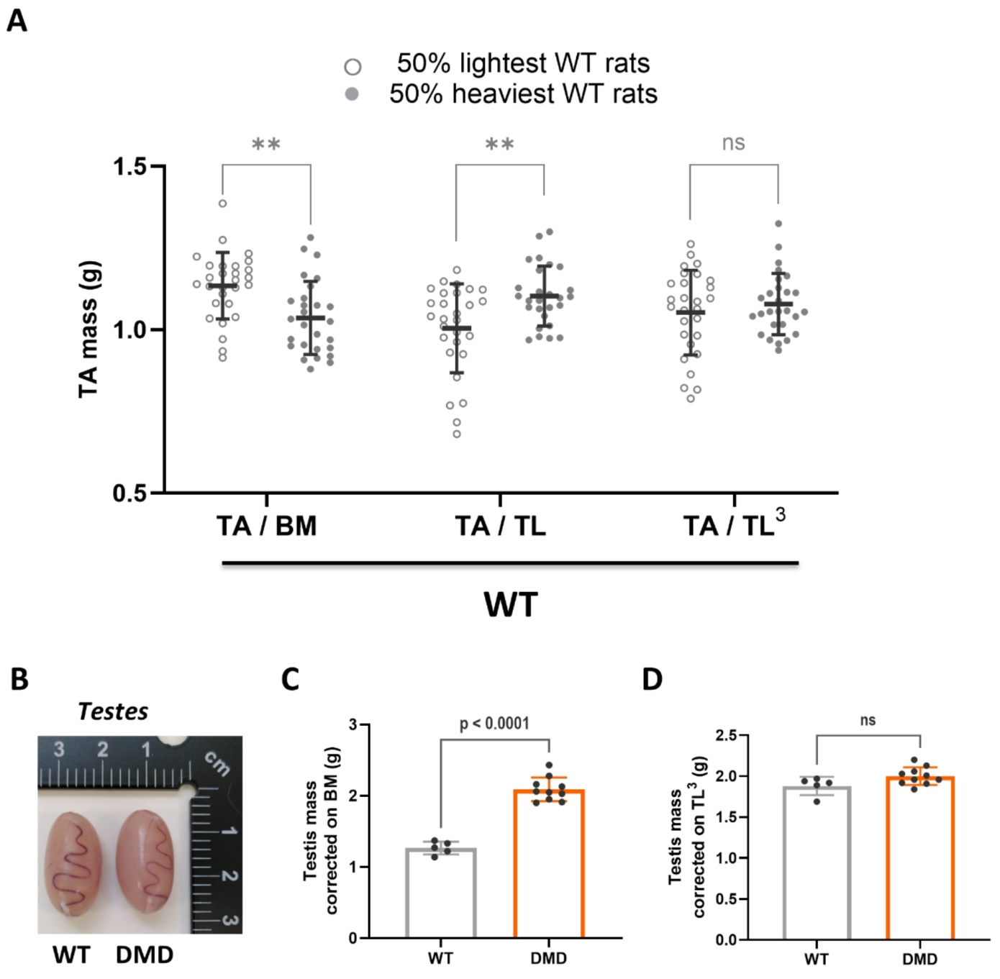 A
50% lightest WT rats
50% heaviest WT rats
** ** ns
1.5
1.0
0.5
TA mass (g)
TA / BM TA / TL TA / TL³
WT
B
Testes
3 2 1 cm
1
2
3
WT DMD
C
p < 0.0001
3
2
1
0
Testis mass
corrected on BM (g)
WT DMD
D
ns
2.5
2.0
1.5
1.0
0.5
0.0
Testis mass
corrected on TL³ (g)
WT DMD